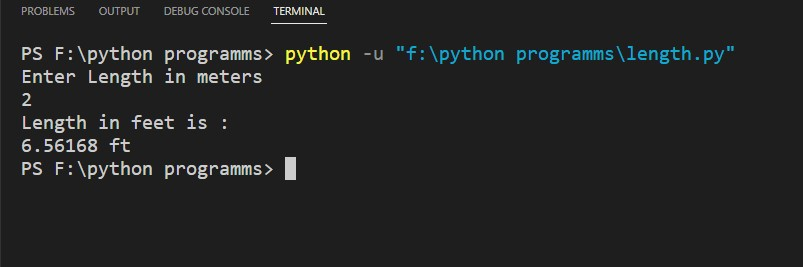 PROBLEMS OUTPUT DEBUG CONSOLE TERMINAL
PS F:\python programms> python -u "f:\python programms\length.py"
Enter Length in meters
2
Length in feet is :
6.56168 ft
PS F:\python programms>